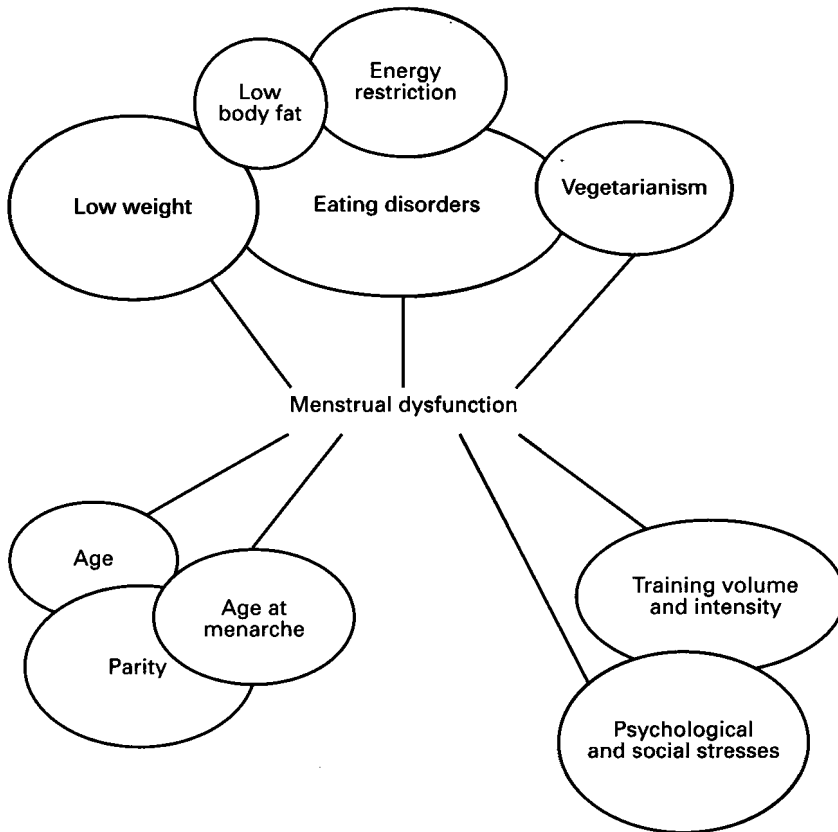 Energy
restriction
Low
body fat
Vegetarianism
Low weight
Eating disorders
Menstrual dysfunction
Age
Age at
menarche
Parity
Training volume
and intensity
Psychological
and social stresses